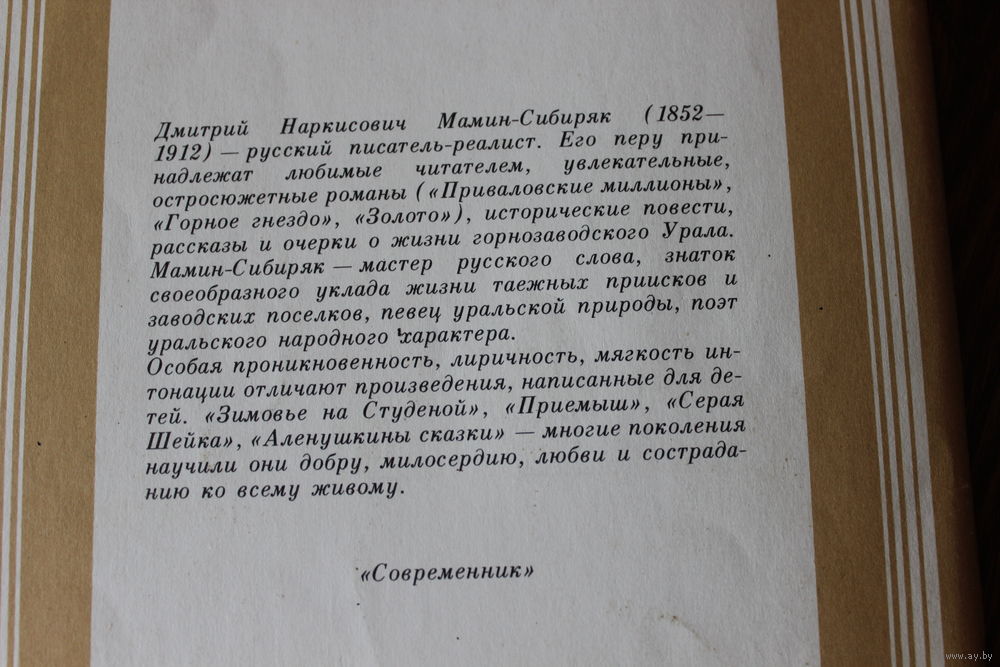 Дмитрий Наркисович Мамин-Сибиряк (1852—
1912) — русский писатель-реалист. Его перу при-
надлежат любимые читателем, увлекательные,
остросюжетные романы («Приваловские миллионы»,
«Горное гнездо», «Золото»), исторические повести,
рассказы и очерки о жизни горнозаводского Урала.
Мамин-Сибиряк — мастер русского слова, знаток
своеобразного уклада жизни таежных приисков и
заводских поселков, певец уральской природы, поэт
уральского народного характера.
Особая проникновенность, лиричность, мягкость ин-
тонации отличают произведения, написанные для де-
тей. «Зимовье на Студеной», «Приемыш», «Серая
Шейка», «Аленушкины сказки» — многие поколения
научили они добру, милосердию, любви и сострада-
нию ко всему живому.
«Современник»
www.ay.by